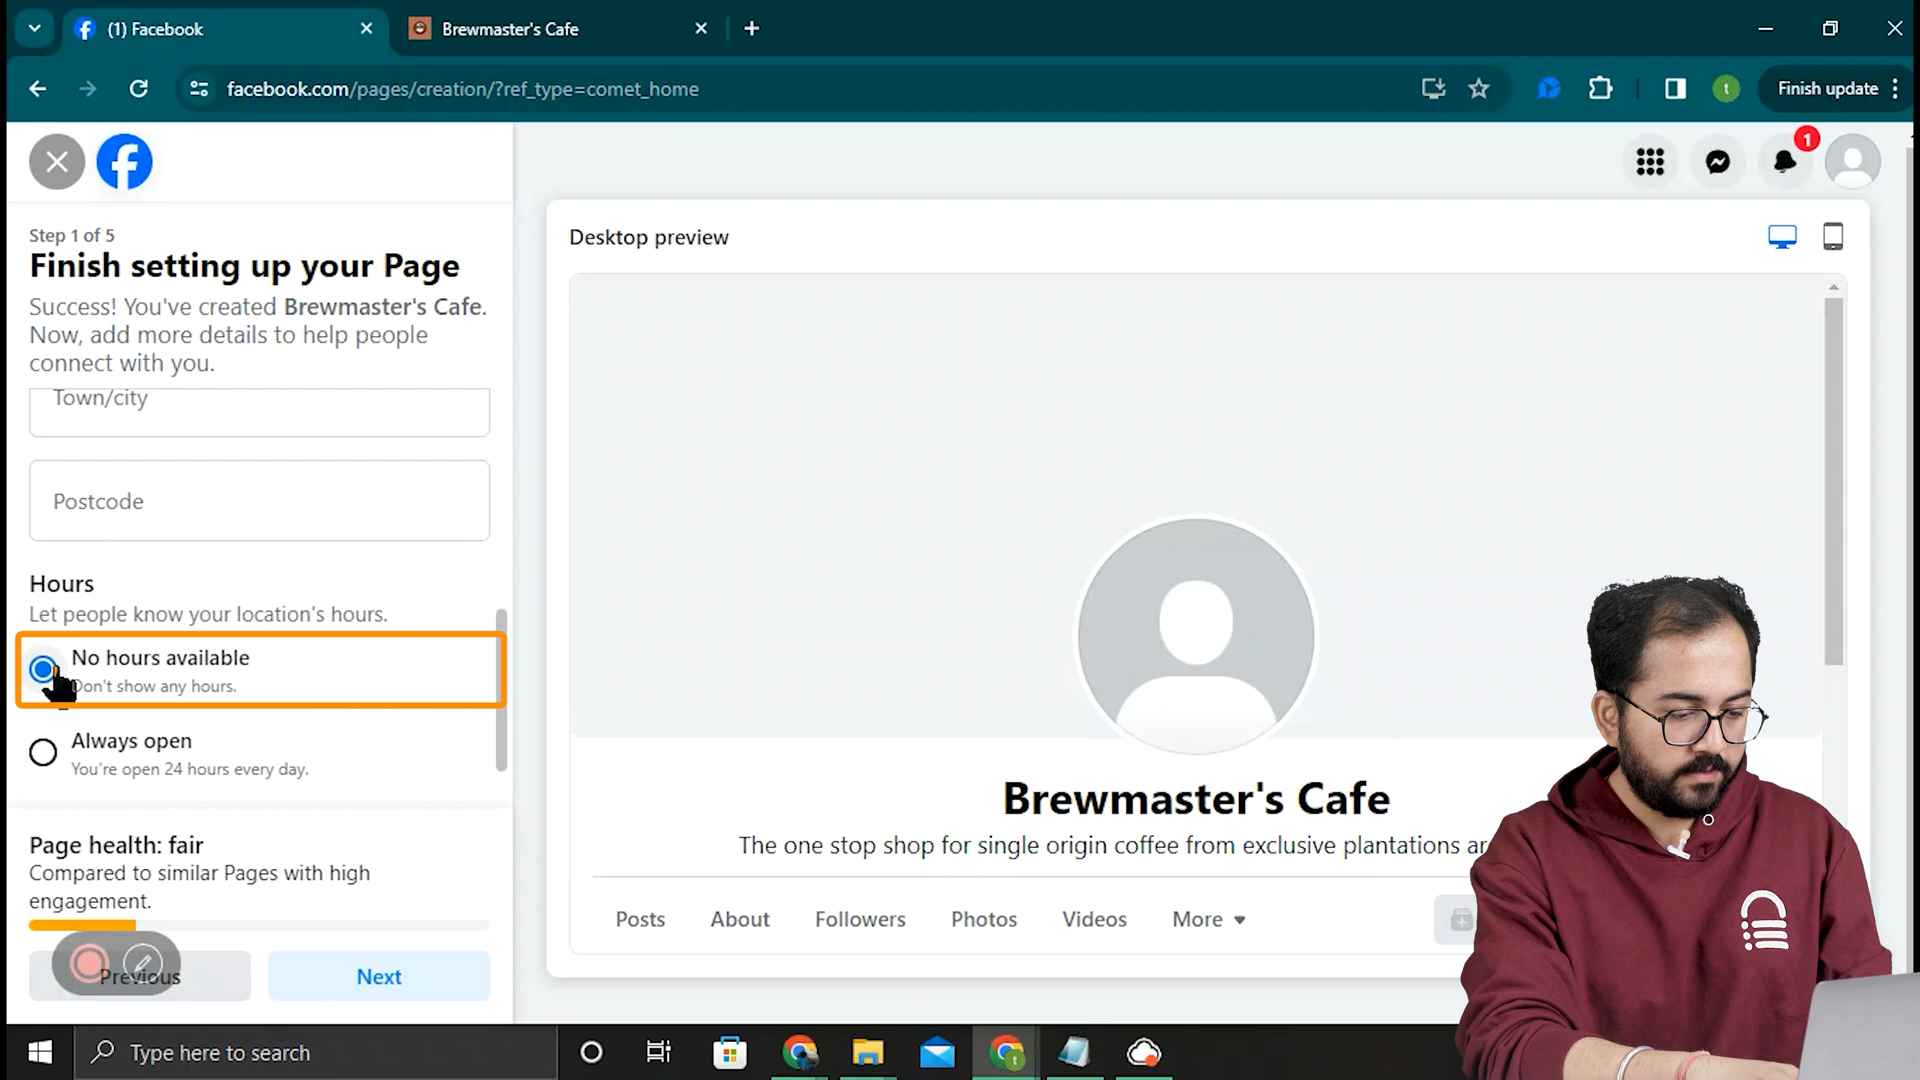 (1) Facebook
Brewmaster's Cafe
facebook.com/pages/creation/?ref_type=comet_home
t
Finish update
1
Step 1 of 5
Finish setting up your Page
Success! You've created Brewmaster's Cafe.
Now, add more details to help people
connect with you.
Town/city
Postcode
Hours
Let people know your location's hours.
No hours available
Don't show any hours.
Always open
You're open 24 hours every day.
Page health: fair
Compared to similar Pages with high
engagement.
Previous
Next
Desktop preview
Brewmaster's Cafe
The one stop shop for single origin coffee from exclusive plantations
Posts
About
Followers
Photos
Videos
More
Type here to search